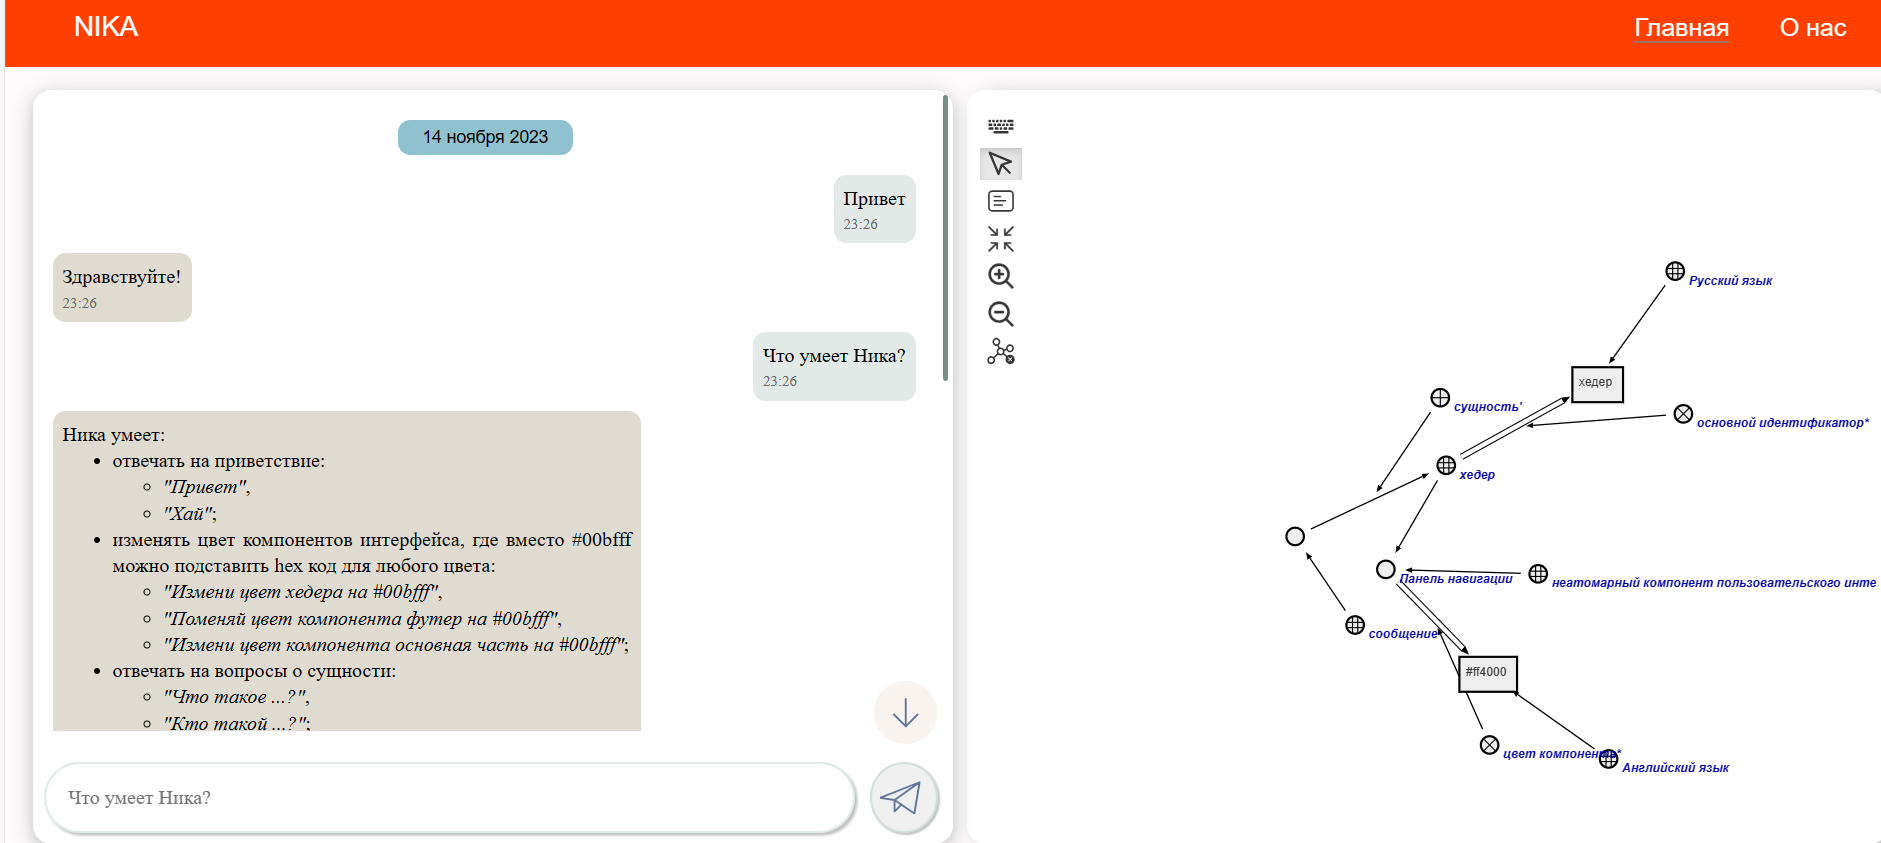 NIKA
Главная
О нас
14 ноября 2023
Привет
23:26
Здравствуйте!
23:26
Что умеет Ника?
23:26
Ника умеет:
отвечать на приветствие:
"Привет",
"Хай";
изменять цвет компонентов интерфейса, где вместо #00bfff
можно подставить hex код для любого цвета:
"Измени цвет хедера на #00bfff",
"Поменяй цвет компонента футер на #00bfff",
"Измени цвет компонента основная часть на #00bfff";
отвечать на вопросы о сущности:
"Что такое ...?",
"Кто такой ...?";
Что умеет Ника?
Русский язык
хедер
сущность'
основной идентификатор*
хедер
Панель навигации
неатомарный компонент пользовательского инте
сообщение
#ff4000
цвет компонента*
Английский язык